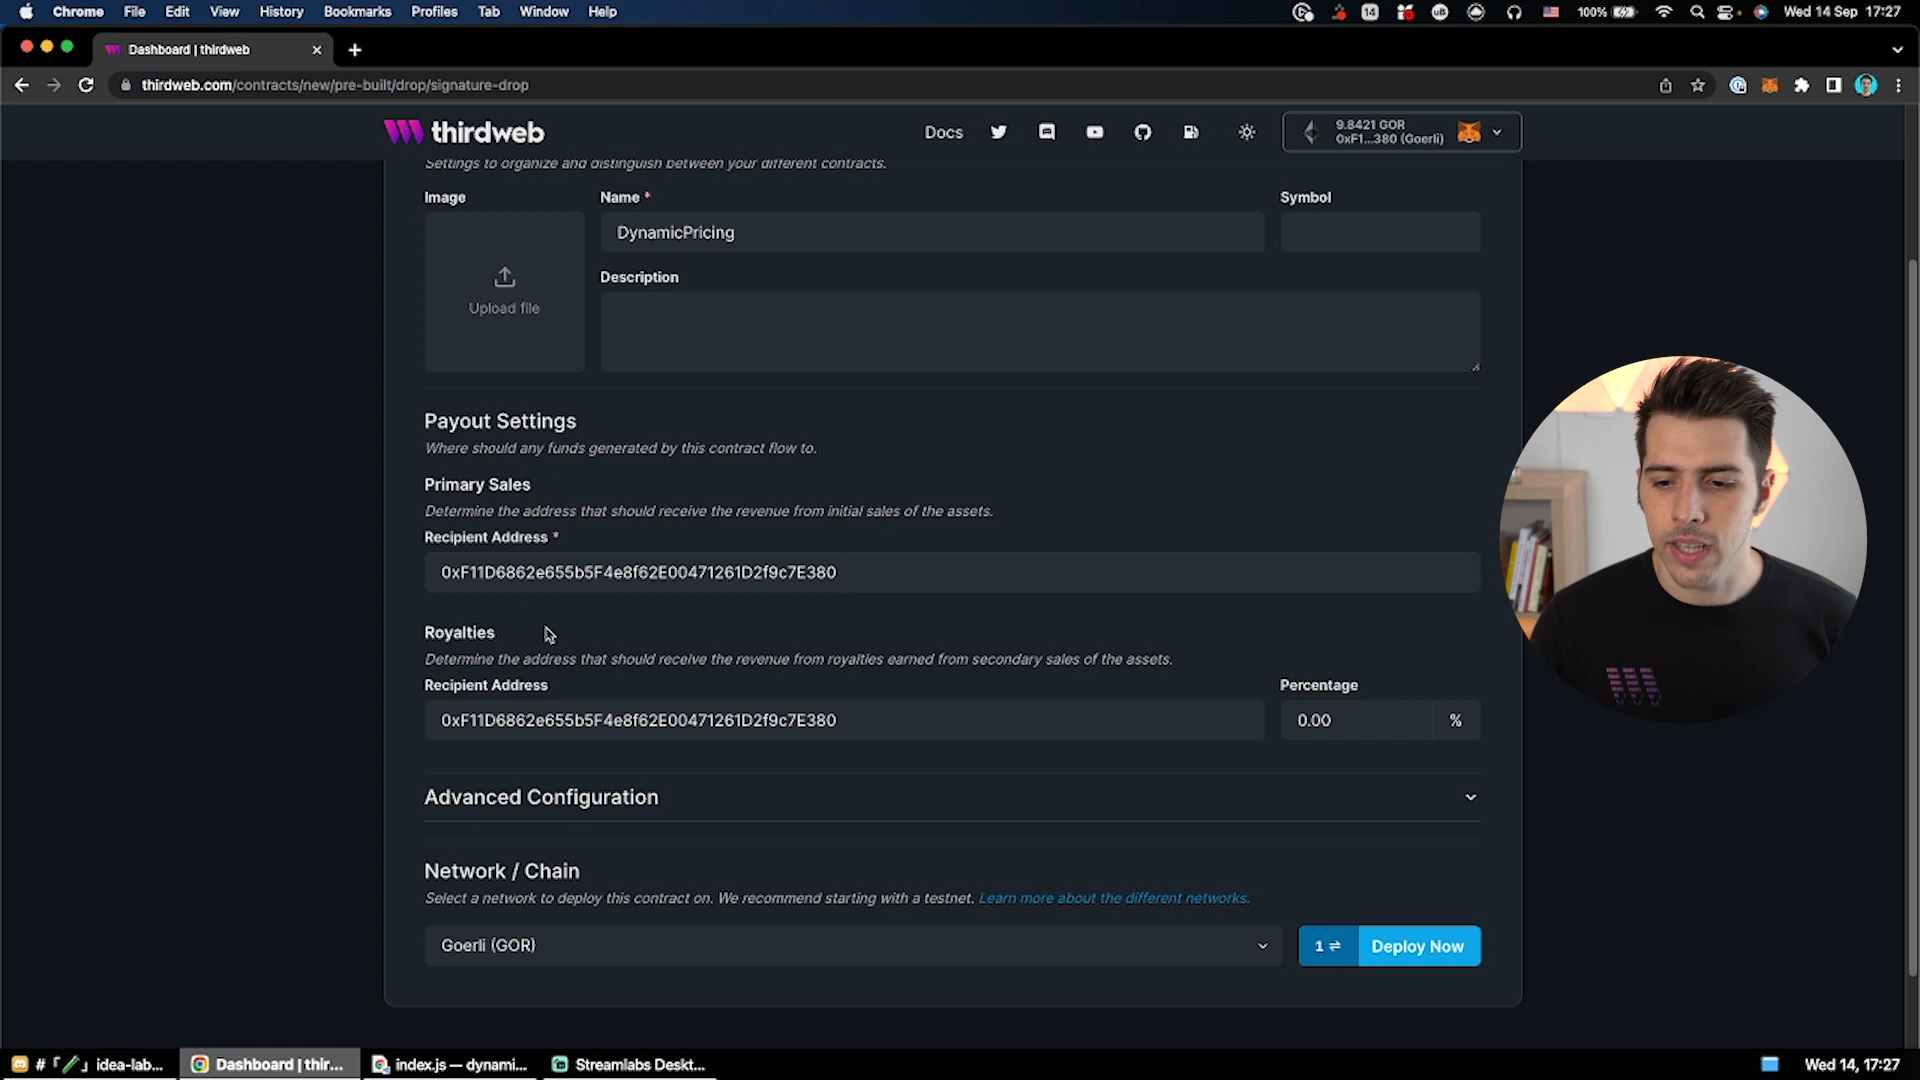 Chrome File Edit View History Bookmarks Profiles Tab Window Help
14 100% Wed 14 Sep 17:27
Dashboard | thirdweb
thirdweb.com/contracts/new/pre-built/drop/signature-drop
thirdweb
Docs
9.8421 GOR
0xF1...380 (Goerli)
Settings to organize and distinguish between your different contracts.
Image
Name *
Symbol
DynamicPricing
Upload file
Description
Payout Settings
Where should any funds generated by this contract flow to.
Primary Sales
Determine the address that should receive the revenue from initial sales of the assets.
Recipient Address *
0xF11D6862e655b5F4e8f62E00471261D2f9c7E380
Royalties
Determine the address that should receive the revenue from royalties earned from secondary sales of the assets.
Recipient Address
Percentage
0xF11D6862e655b5F4e8f62E00471261D2f9c7E380
0.00 %
Advanced Configuration
Network / Chain
Select a network to deploy this contract on. We recommend starting with a testnet. Learn more about the different networks.
Goerli (GOR)
1 ⇌ Deploy Now
# 「 」 idea-lab...
Dashboard | thir...
index.js — dynami...
Streamlabs Deskt...
Wed 14, 17:27